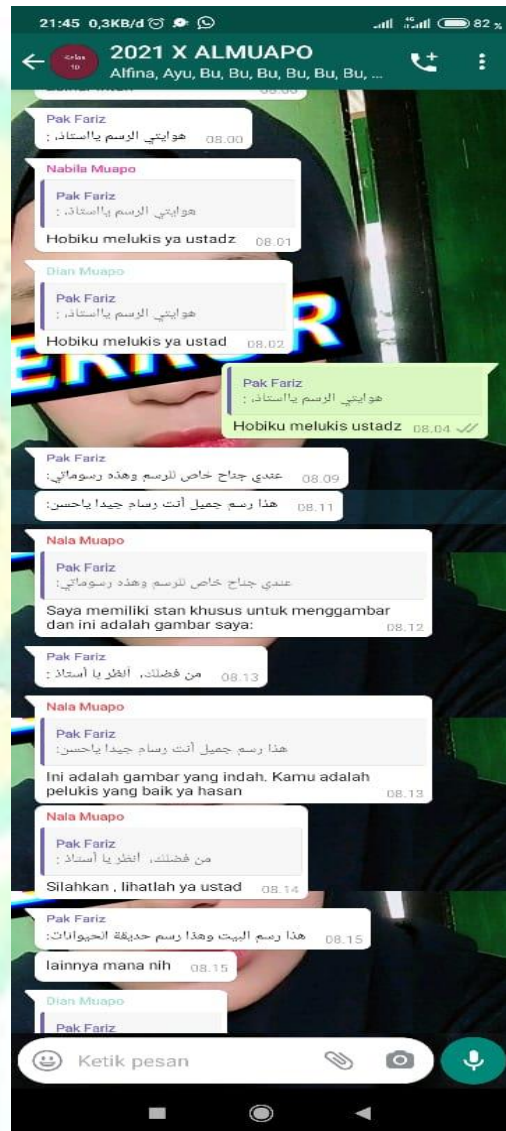 21:45 0,3KB/d
82 %
2021 X ALMUAPO
Alfina, Ayu, Bu, Bu, Bu, Bu, Bu, Bu, ...
Pak Fariz
هوايتي الرسم ياأستاذ، : 08.00
Nabila Muapo
Pak Fariz
هوايتي الرسم ياأستاذ، :
Hobiku melukis ya ustadz 08.01
Dian Muapo
Pak Fariz
هوايتي الرسم ياأستاذ، :
Hobiku melukis ya ustad 08.02
ERROR
Pak Fariz
هوايتي الرسم ياأستاذ، :
Hobiku melukis ustadz 08.04
Pak Fariz
عندي جناح خاص للرسم وهذه رسوماتي: 08.09
هذا رسم جميل أنت رسام جيدا ياحسن: 08.11
Nala Muapo
Pak Fariz
عندي جناح خاص للرسم وهذه رسوماتي:
Saya memiliki stan khusus untuk menggambar
dan ini adalah gambar saya: 08.12
Pak Fariz
من فضلك، أنظر يا أستاذ : 08.13
Nala Muapo
Pak Fariz
هذا رسم جميل أنت رسام جيدا ياحسن:
Ini adalah gambar yang indah. Kamu adalah
pelukis yang baik ya hasan 08.13
Nala Muapo
Pak Fariz
من فضلك، أنظر يا أستاذ :
Silahkan , lihatlah ya ustad 08.14
Pak Fariz
هذا رسم البيت وهذا رسم حديقة الحيوانات: 08.15
lainnya mana nih 08.15
Dian Muapo
Pak Fariz
Ketik pesan